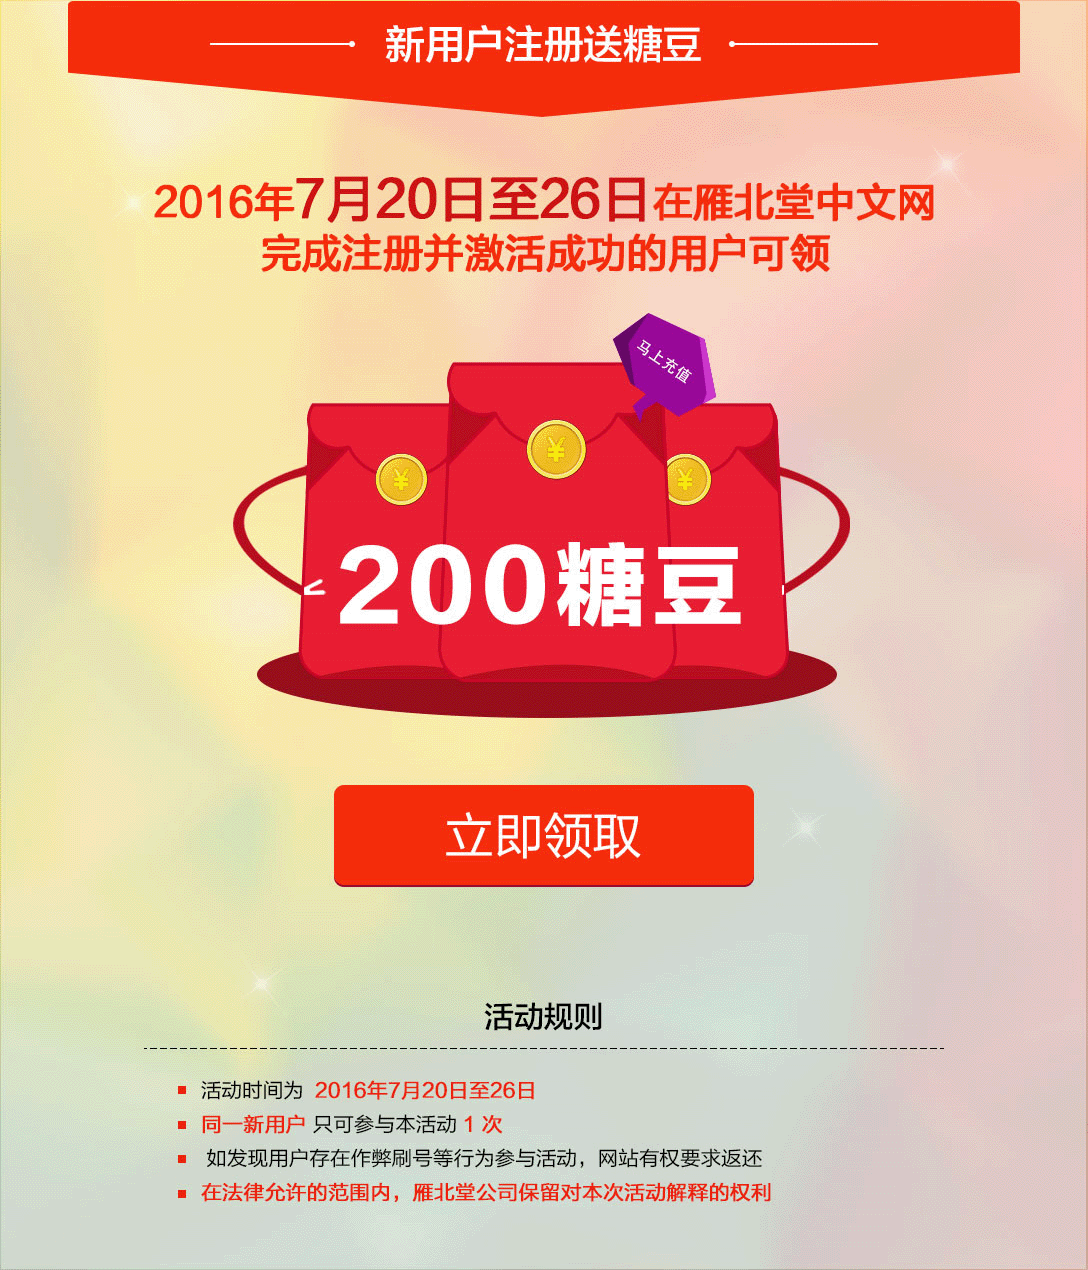 新用户注册送糖豆
2016年7月20日至26日在雁北堂中文网
完成注册并激活成功的用户可领
马上充值
¥
¥
¥
200糖豆
立即领取
活动规则
活动时间为 2016年7月20日至26日
同一新用户 只可参与本活动 1 次
如发现用户存在作弊刷号等行为参与活动，网站有权要求返还
在法律允许的范围内，雁北堂公司保留对本次活动解释的权利